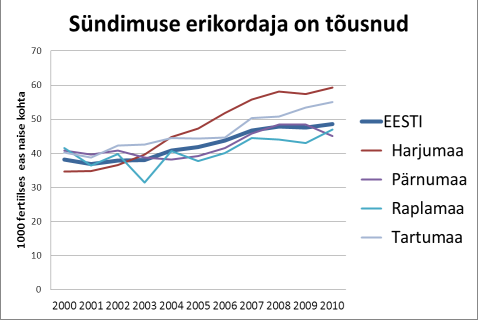 Sündimuse erikordaja on tõusnud
1000 fertiilses eas naise kohta
70
60
50
40
30
20
10
0
2000 2001 2002 2003 2004 2005 2006 2007 2008 2009 2010
EESTI
Harjumaa
Pärnumaa
Raplamaa
Tartumaa